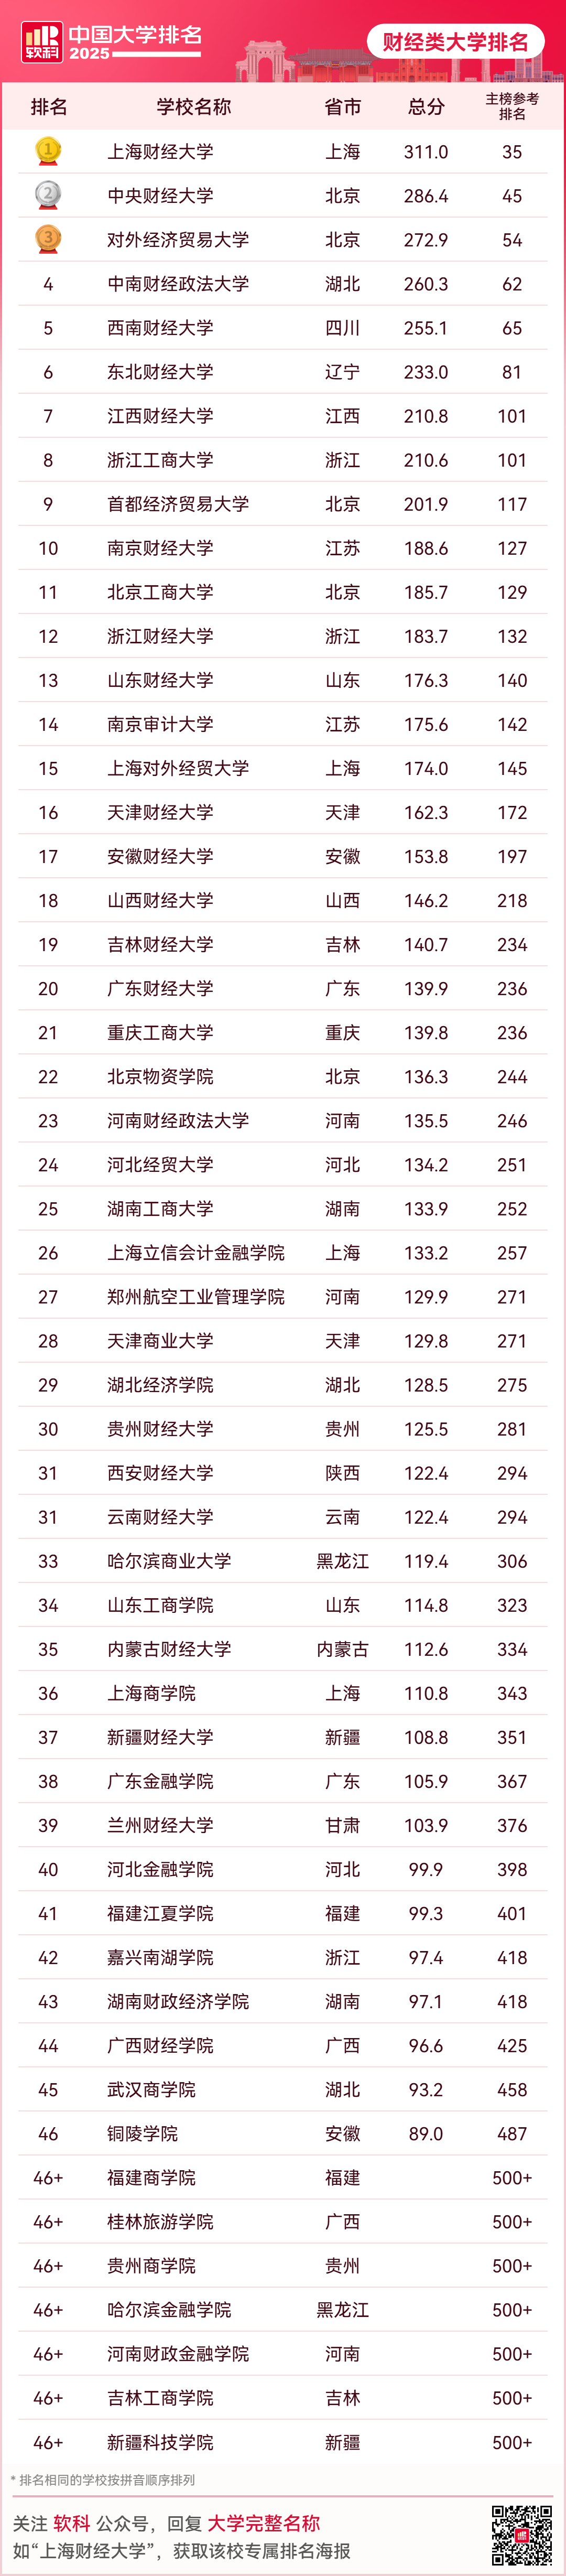 软科
中国大学排名
2025
财经类大学排名
排名 学校名称 省市 总分 主榜参考排名
1 上海财经大学 上海 311.0 35
2 中央财经大学 北京 286.4 45
3 对外经济贸易大学 北京 272.9 54
4 中南财经政法大学 湖北 260.3 62
5 西南财经大学 四川 255.1 65
6 东北财经大学 辽宁 233.0 81
7 江西财经大学 江西 210.8 101
8 浙江工商大学 浙江 210.6 101
9 首都经济贸易大学 北京 201.9 117
10 南京财经大学 江苏 188.6 127
11 北京工商大学 北京 185.7 129
12 浙江财经大学 浙江 183.7 132
13 山东财经大学 山东 176.3 140
14 南京审计大学 江苏 175.6 142
15 上海对外经贸大学 上海 174.0 145
16 天津财经大学 天津 162.3 172
17 安徽财经大学 安徽 153.8 197
18 山西财经大学 山西 146.2 218
19 吉林财经大学 吉林 140.7 234
20 广东财经大学 广东 139.9 236
21 重庆工商大学 重庆 139.8 236
22 北京物资学院 北京 136.3 244
23 河南财经政法大学 河南 135.5 246
24 河北经贸大学 河北 134.2 251
25 湖南工商大学 湖南 133.9 252
26 上海立信会计金融学院 上海 133.2 257
27 郑州航空工业管理学院 河南 129.9 271
28 天津商业大学 天津 129.8 271
29 湖北经济学院 湖北 128.5 275
30 贵州财经大学 贵州 125.5 281
31 西安财经大学 陕西 122.4 294
31 云南财经大学 云南 122.4 294
33 哈尔滨商业大学 黑龙江 119.4 306
34 山东工商学院 山东 114.8 323
35 内蒙古财经大学 内蒙古 112.6 334
36 上海商学院 上海 110.8 343
37 新疆财经大学 新疆 108.8 351
38 广东金融学院 广东 105.9 367
39 兰州财经大学 甘肃 103.9 376
40 河北金融学院 河北 99.9 398
41 福建江夏学院 福建 99.3 401
42 嘉兴南湖学院 浙江 97.4 418
43 湖南财政经济学院 湖南 97.1 418
44 广西财经学院 广西 96.6 425
45 武汉商学院 湖北 93.2 458
46 铜陵学院 安徽 89.0 487
46+ 福建商学院 福建 500+
46+ 桂林旅游学院 广西 500+
46+ 贵州商学院 贵州 500+
46+ 哈尔滨金融学院 黑龙江 500+
46+ 河南财政金融学院 河南 500+
46+ 吉林工商学院 吉林 500+
46+ 新疆科技学院 新疆 500+
* 排名相同的学校按拼音顺序排列
关注 软科 公众号，回复 大学完整名称
如“上海财经大学”，获取该校专属排名海报